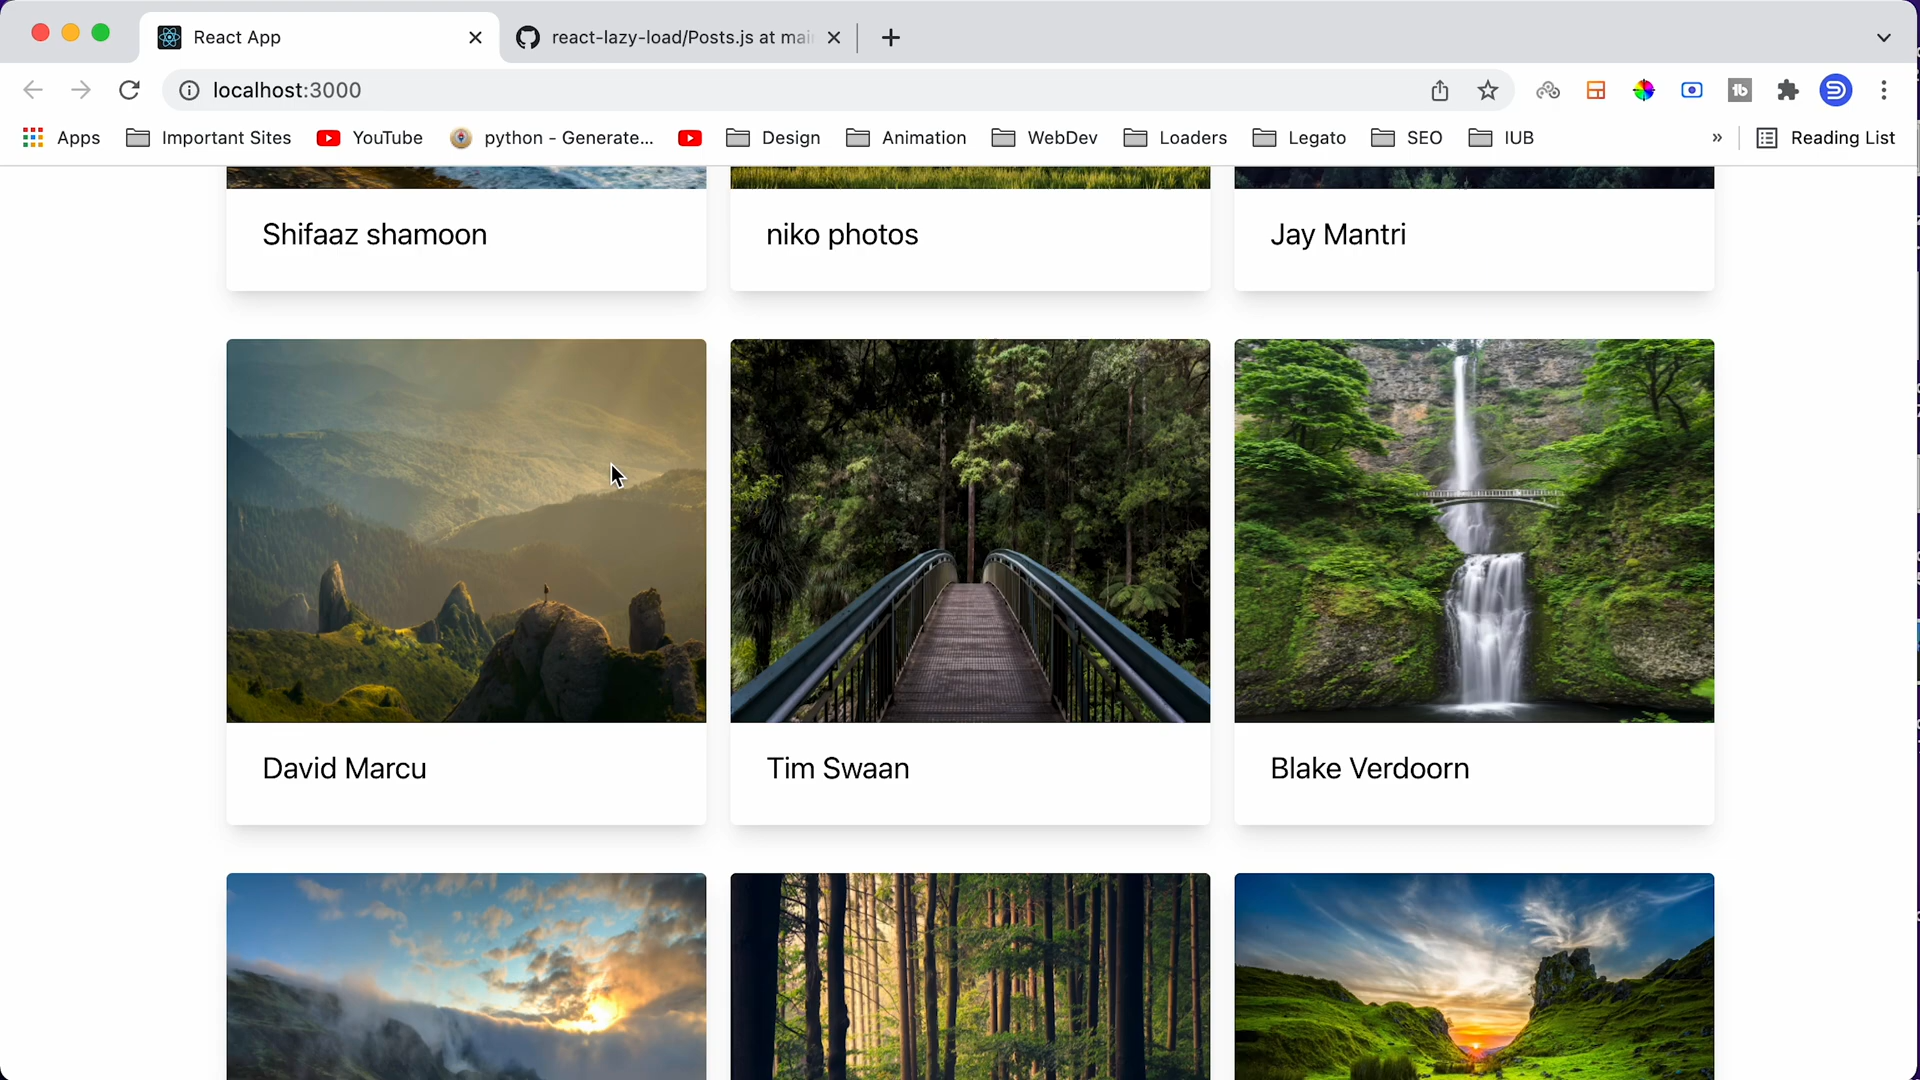 React App
react-lazy-load/Posts.js at mai
localhost:3000
tb
Apps
Important Sites
YouTube
python - Generate...
Design
Animation
WebDev
Loaders
Legato
SEO
IUB
»
Reading List
Shifaaz shamoon
niko photos
Jay Mantri
David Marcu
Tim Swaan
Blake Verdoorn